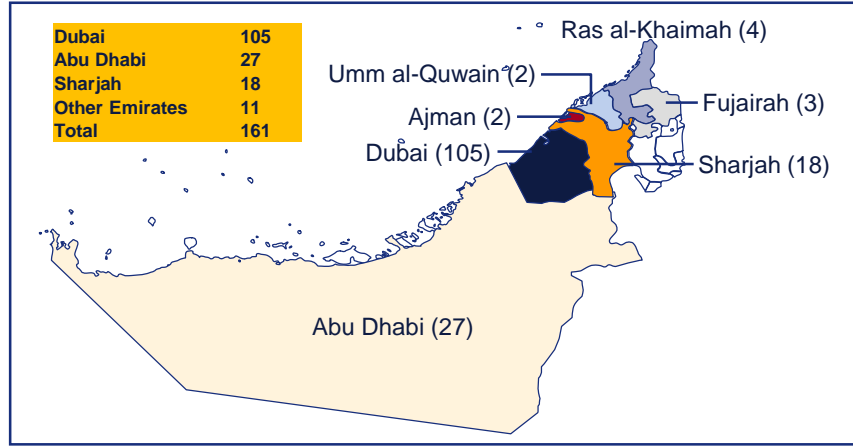 Dubai 105
Abu Dhabi 27
Sharjah 18
Other Emirates 11
Total 161
Ras al-Khaimah (4)
Umm al-Quwain (2)
Fujairah (3)
Ajman (2)
Dubai (105)
Sharjah (18)
Abu Dhabi (27)